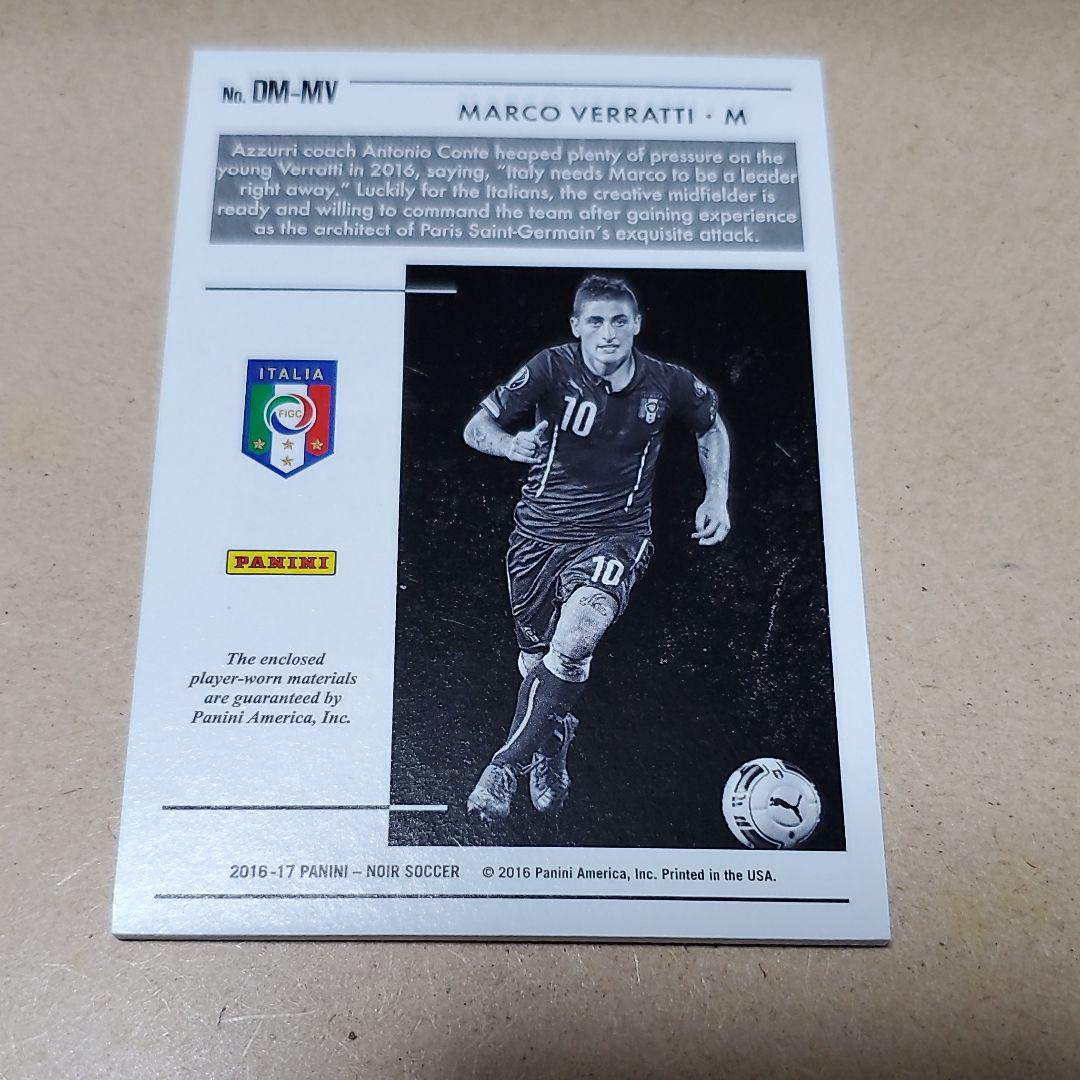 No. DM-MV
MARCO VERRATTI • M
Azzurri coach Antonio Conte heaped plenty of pressure on the
young Verratti in 2016, saying, "Italy needs Marco to be a leader
right away." Luckily for the Italians, the creative midfielder is
ready and willing to command the team after gaining experience
as the architect of Paris Saint-Germain's exquisite attack.
ITALIA
FIGC
10
10
PANINI
The enclosed
player-worn materials
are guaranteed by
Panini America, Inc.
2016-17 PANINI – NOIR SOCCER © 2016 Panini America, Inc. Printed in the USA.